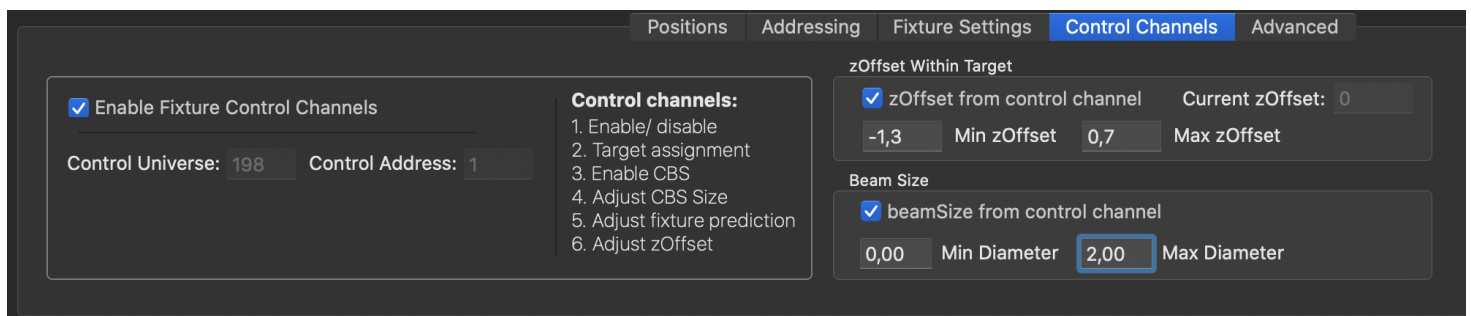 Positions Addressing Fixture Settings Control Channels Advanced
Enable Fixture Control Channels
Control Universe: 198 Control Address: 1
Control channels:
1. Enable/ disable
2. Target assignment
3. Enable CBS
4. Adjust CBS Size
5. Adjust fixture prediction
6. Adjust zOffset
zOffset Within Target
zOffset from control channel Current zOffset: 0
-1,3 Min zOffset 0,7 Max zOffset
Beam Size
beamSize from control channel
0,00 Min Diameter 2,00 Max Diameter